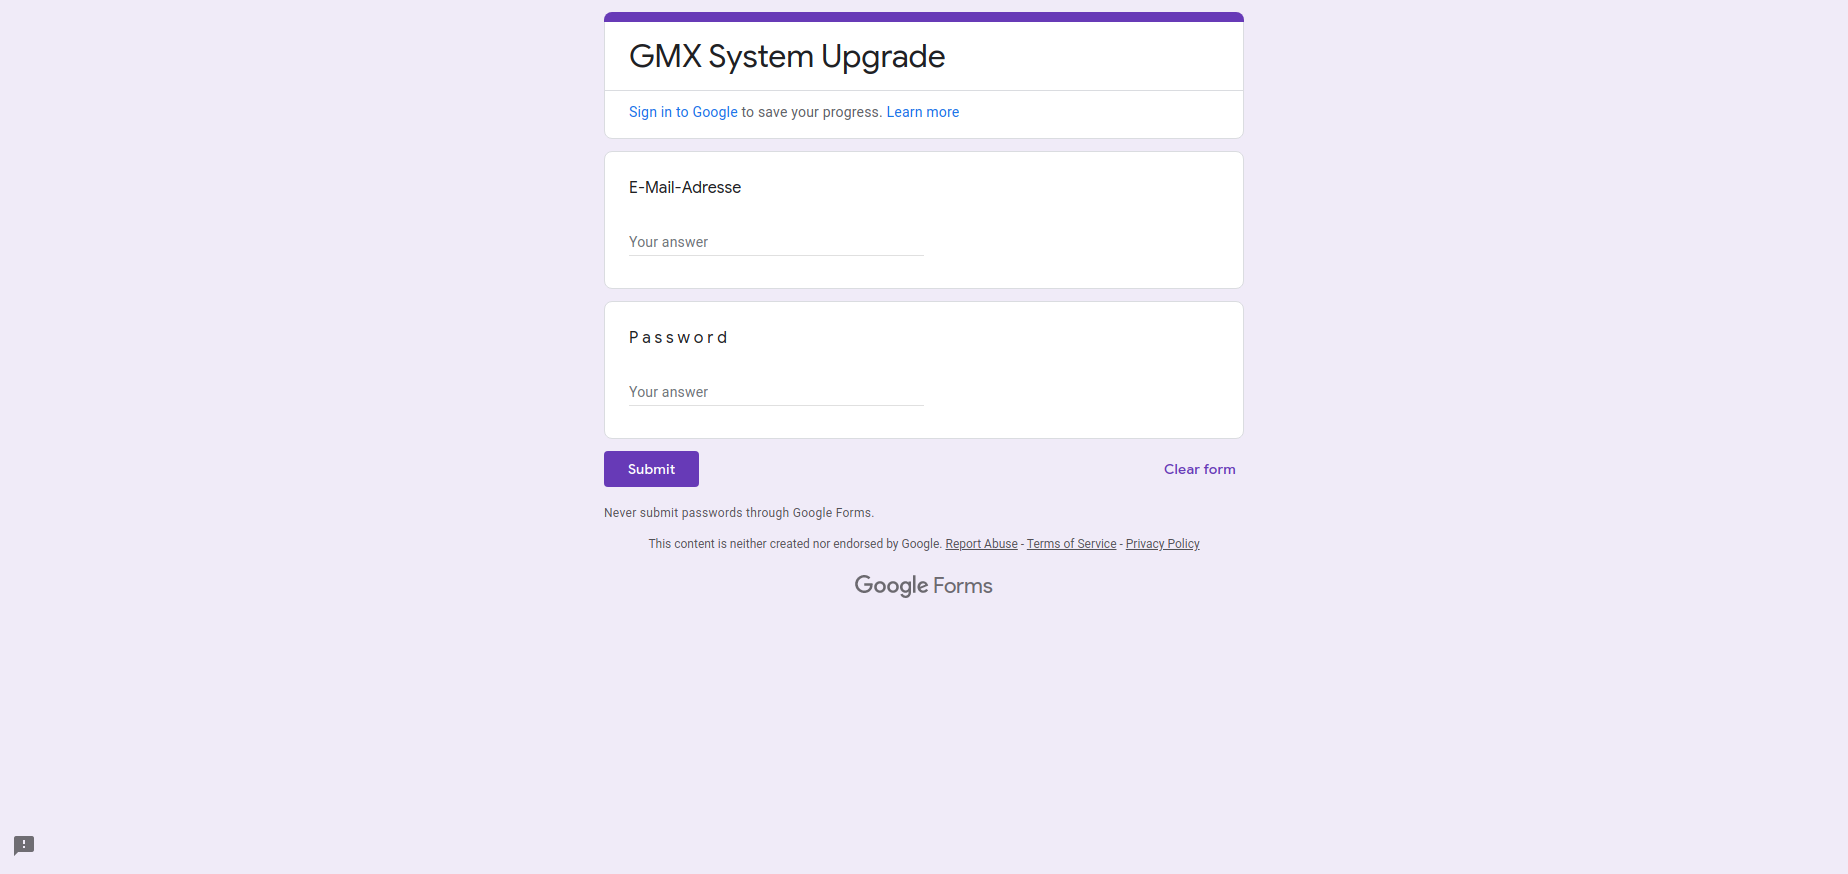 GMX System Upgrade
Sign in to Google to save your progress. Learn more
E-Mail-Adresse
Your answer
P a s s w o r d
Your answer
Submit
Clear form
Never submit passwords through Google Forms.
This content is neither created nor endorsed by Google. Report Abuse - Terms of Service - Privacy Policy
Google Forms